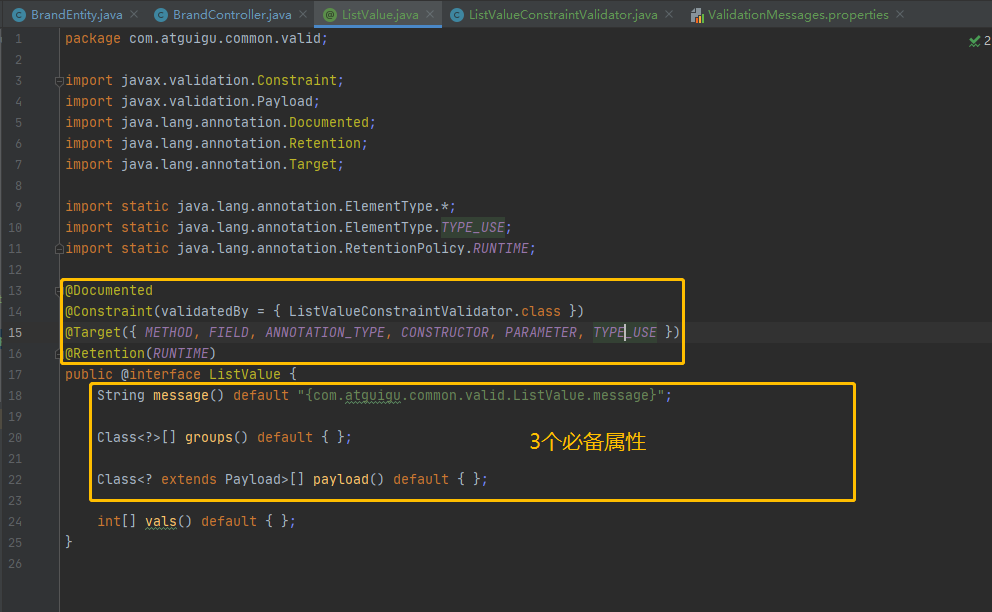 BrandEntity.java BrandController.java ListValue.java ListValueConstraintValidator.java ValidationMessages.properties
1 package com.atguigu.common.valid; 2
2
3 import javax.validation.Constraint;
4 import javax.validation.Payload;
5 import java.lang.annotation.Documented;
6 import java.lang.annotation.Retention;
7 import java.lang.annotation.Target;
8
9 import static java.lang.annotation.ElementType.*;
10 import static java.lang.annotation.ElementType.TYPE_USE;
11 import static java.lang.annotation.RetentionPolicy.RUNTIME;
12
13 @Documented
14 @Constraint(validatedBy = { ListValueConstraintValidator.class })
15 @Target({ METHOD, FIELD, ANNOTATION_TYPE, CONSTRUCTOR, PARAMETER, TYPE_USE })
16 @Retention(RUNTIME)
17 public @interface ListValue {
18 String message() default "{com.atguigu.common.valid.ListValue.message}";
19
20 Class<?>[] groups() default { };
3个必备属性
21
22 Class<? extends Payload>[] payload() default { };
23
24 int[] vals() default { };
25 }
26